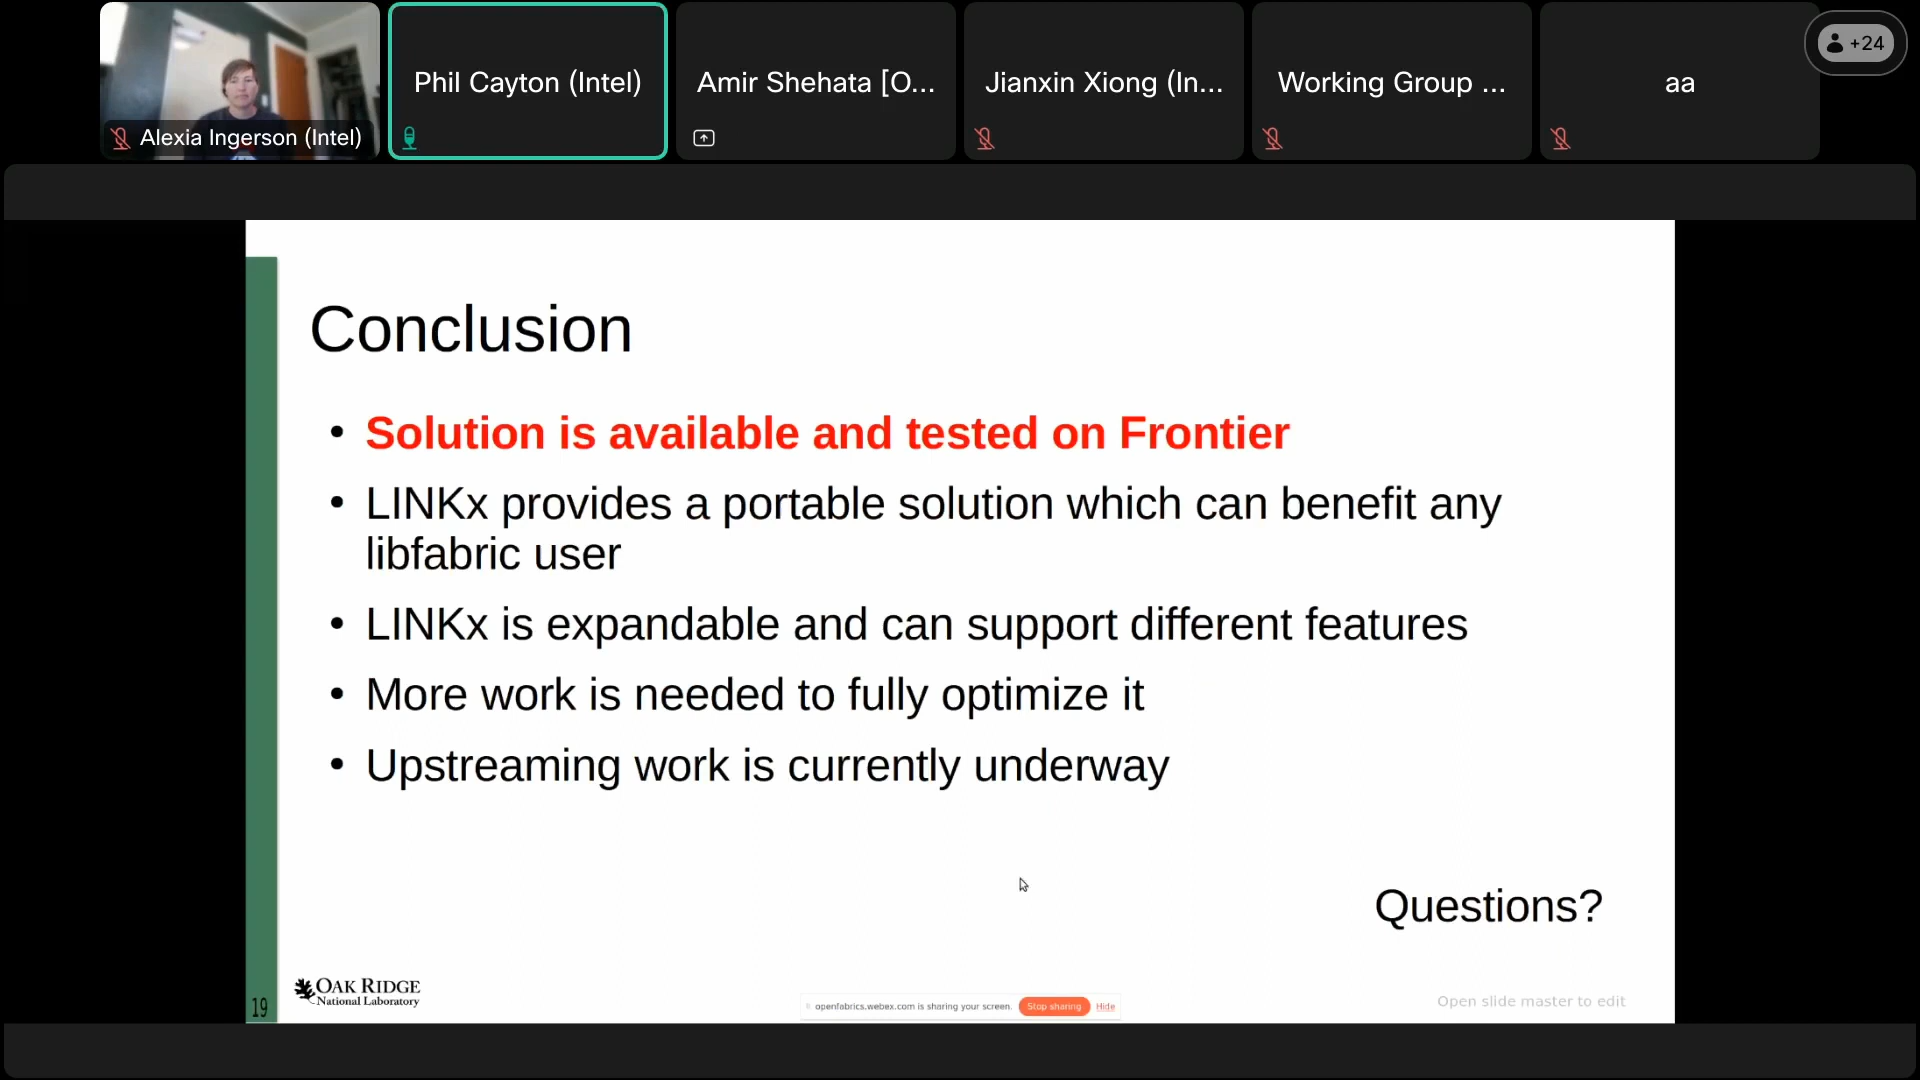 Alexia Ingerson (Intel)
Phil Cayton (Intel)
Amir Shehata [O...
Jianxin Xiong (In...
Working Group ...
aa
+24
Conclusion
• Solution is available and tested on Frontier
• LINKx provides a portable solution which can benefit any
libfabric user
• LINKx is expandable and can support different features
• More work is needed to fully optimize it
• Upstreaming work is currently underway
Questions?
19
OAK RIDGE
National Laboratory
openfabrics.webex.com is sharing your screen.
Stop sharing
Hide
Open slide master to edit